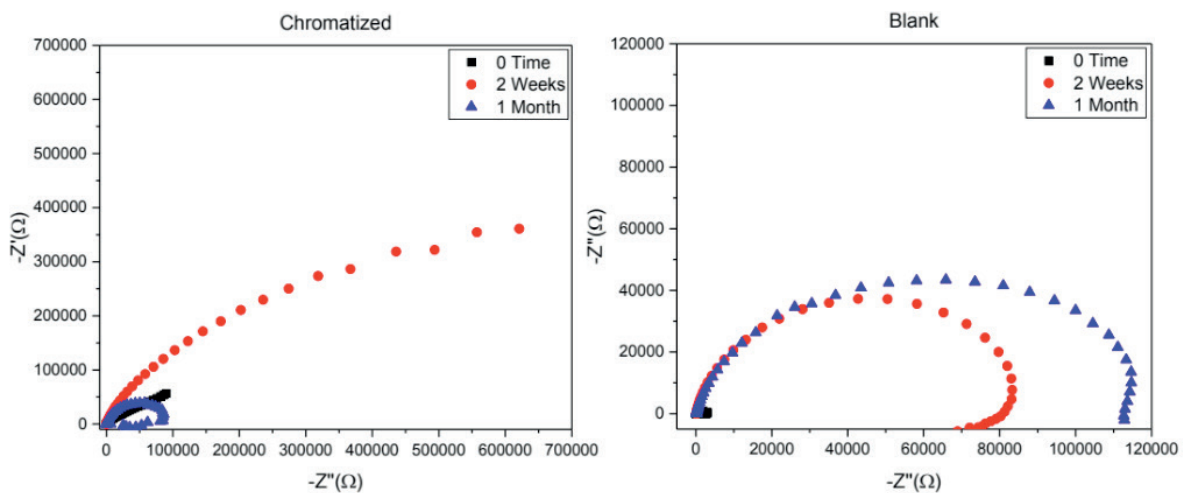 Chromatized
700000
600000
500000
400000
300000
200000
100000
0
-Z'(Ω)
0 Time
2 Weeks
1 Month
0 100000 200000 300000 400000 500000 600000 700000
-Z"(Ω)
Blank
120000
100000
80000
60000
40000
20000
0
-Z"(Ω)
0 Time
2 Weeks
1 Month
0 20000 40000 60000 80000 100000 120000
-Z"(Ω)